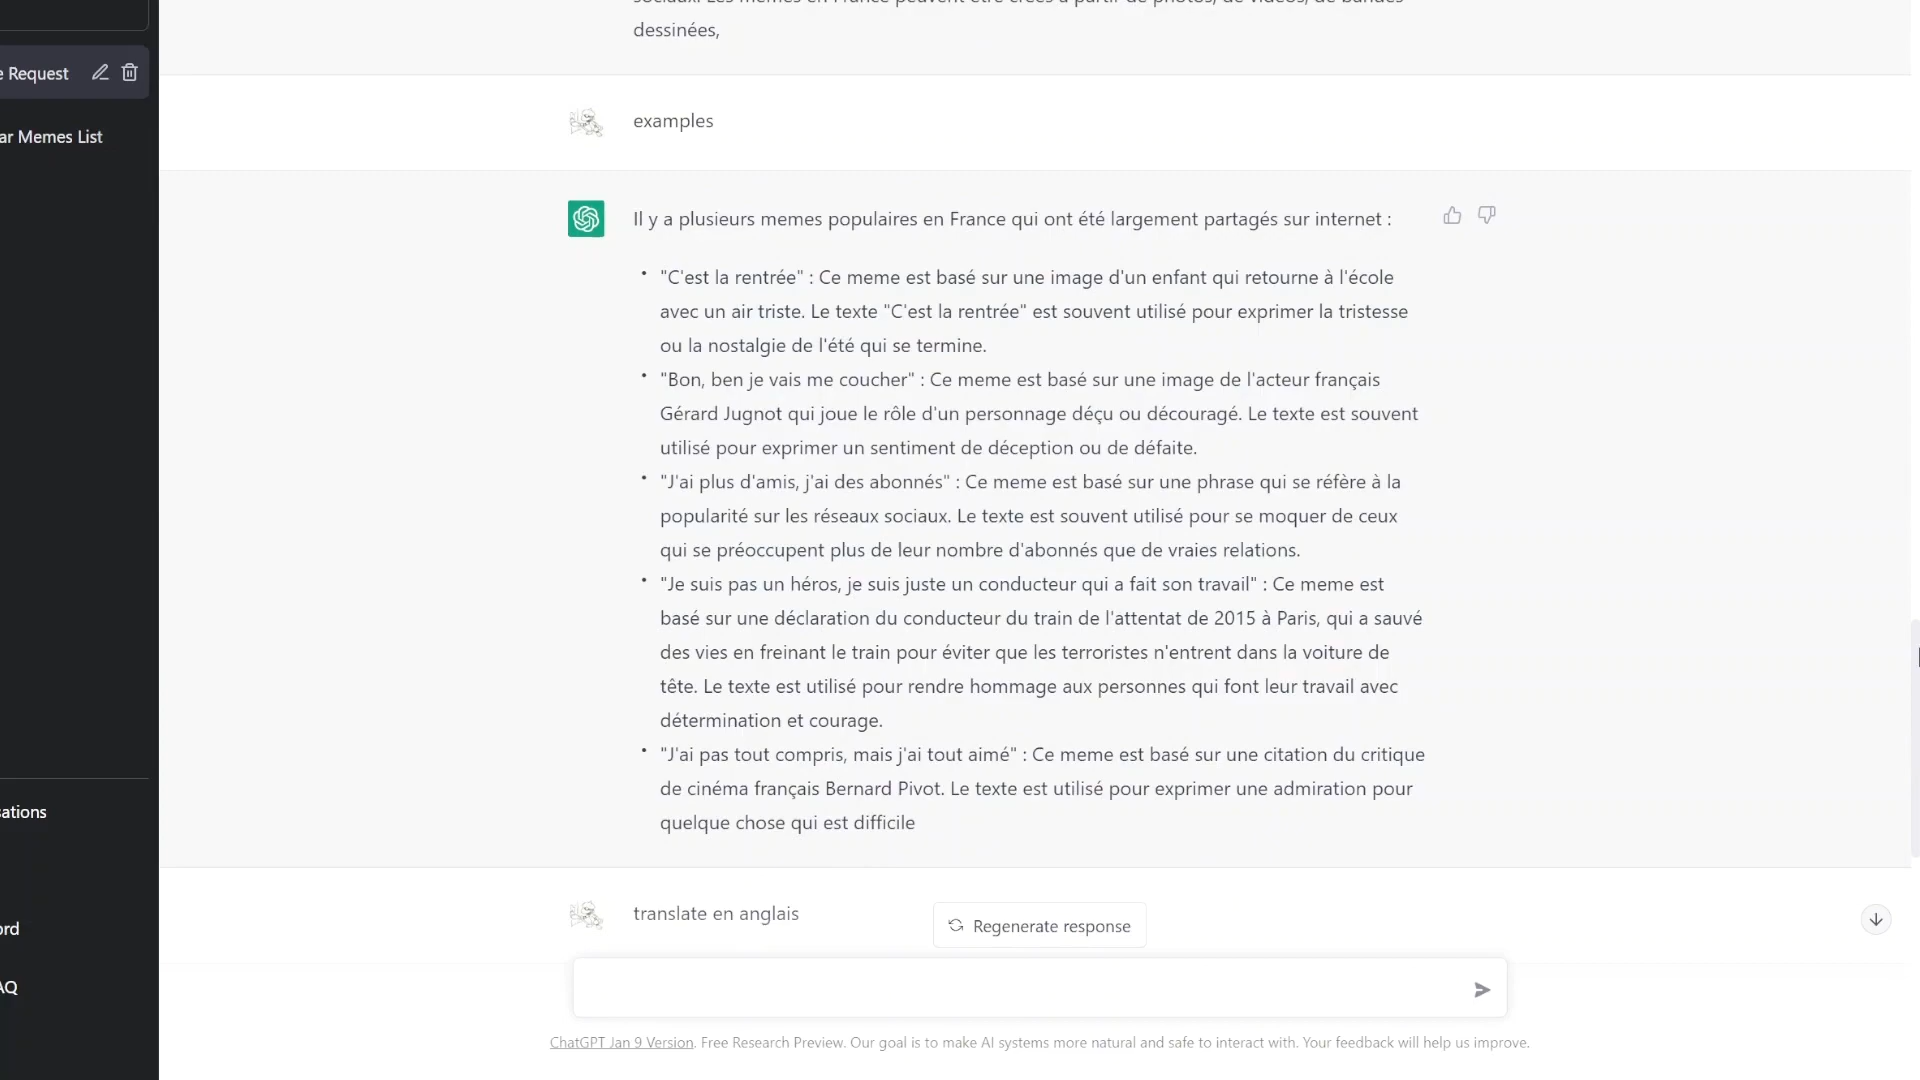 dessinées,
e Request
examples
ar Memes List
Il y a plusieurs memes populaires en France qui ont été largement partagés sur internet :
• "C'est la rentrée" : Ce meme est basé sur une image d'un enfant qui retourne à l'école
avec un air triste. Le texte "C'est la rentrée" est souvent utilisé pour exprimer la tristesse
ou la nostalgie de l'été qui se termine.
• "Bon, ben je vais me coucher" : Ce meme est basé sur une image de l'acteur français
Gérard Jugnot qui joue le rôle d'un personnage déçu ou découragé. Le texte est souvent
utilisé pour exprimer un sentiment de déception ou de défaite.
• "J'ai plus d'amis, j'ai des abonnés" : Ce meme est basé sur une phrase qui se réfère à la
popularité sur les réseaux sociaux. Le texte est souvent utilisé pour se moquer de ceux
qui se préoccupent plus de leur nombre d'abonnés que de vraies relations.
• "Je suis pas un héros, je suis juste un conducteur qui a fait son travail" : Ce meme est
basé sur une déclaration du conducteur du train de l'attentat de 2015 à Paris, qui a sauvé
des vies en freinant le train pour éviter que les terroristes n'entrent dans la voiture de
tête. Le texte est utilisé pour rendre hommage aux personnes qui font leur travail avec
détermination et courage.
• "J'ai pas tout compris, mais j'ai tout aimé" : Ce meme est basé sur une citation du critique
de cinéma français Bernard Pivot. Le texte est utilisé pour exprimer une admiration pour
quelque chose qui est difficile
sations
translate en anglais
Regenerate response
ord
AQ
ChatGPT Jan 9 Version. Free Research Preview. Our goal is to make AI systems more natural and safe to interact with. Your feedback will help us improve.